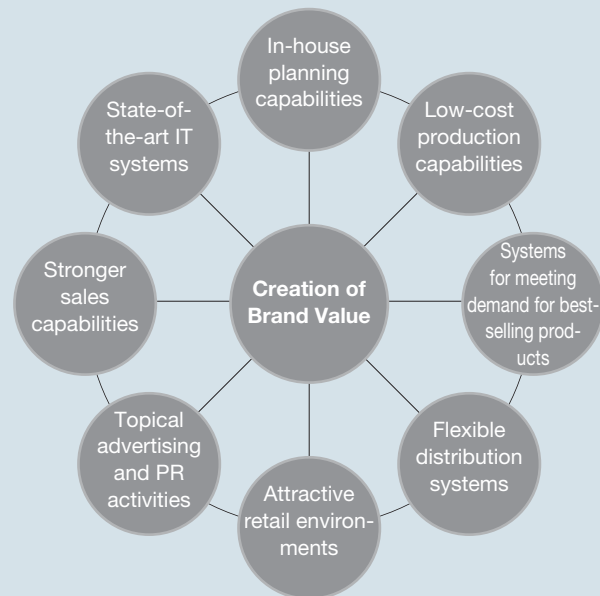 In-house
planning
capabilities
Low-cost
production
capabilities
Systems
for meeting
demand for best-
selling prod-
ucts
Flexible
distribution
systems
Attractive
retail environ-
ments
Topical
advertising
and PR
activities
Stronger
sales
capabilities
State-of-
the-art IT
systems
Creation of
Brand Value